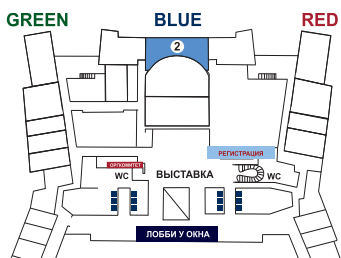 GREEN BLUE RED
2
РЕГИСТРАЦИЯ
ОРГКОМИТЕТ
WC ВЫСТАВКА WC
ЛОББИ У ОКНА